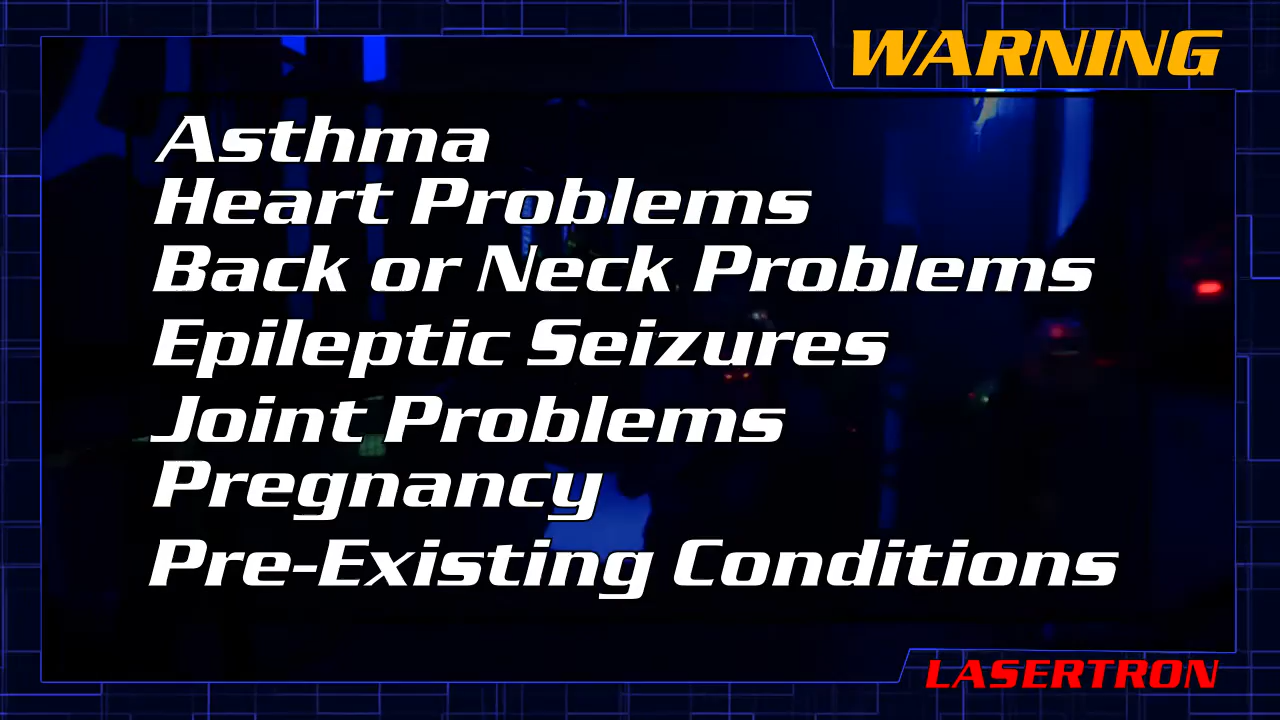 WARNING
Asthma
Heart Problems
Back or Neck Problems
Epileptic Seizures
Joint Problems
Pregnancy
Pre-Existing Conditions
LASERTRON